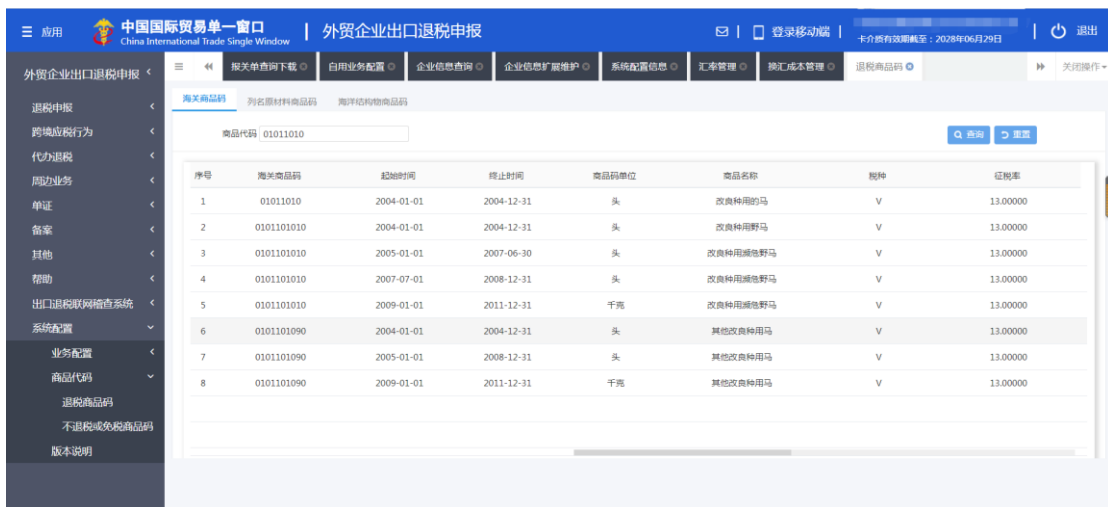 应用
中国国际贸易单一窗口
China International Trade Single Window
外贸企业出口退税申报
登录移动端
卡介质有效期截至：2028年06月29日
退出
外贸企业出口退税申报
报关单查询下载 自用业务配置 企业信息查询 企业信息扩展维护 系统配置信息 汇率管理 换汇成本管理 退税商品码 关闭操作
退税申报
跨境应税行为
代办退税
周边业务
单证
备案
其他
帮助
出口退税联网稽查系统
系统配置
业务配置
商品代码
退税商品码
不退税或免税商品码
版本说明
海关商品码 列名原材料商品码 海洋结构物商品码
商品代码 01011010 查询 重置
序号 海关商品码 起始时间 终止时间 商品码单位 商品名称 税种 征税率
1 01011010 2004-01-01 2004-12-31 头 改良种用的马 V 13.00000
2 0101101010 2004-01-01 2004-12-31 头 改良种用野马 V 13.00000
3 0101101010 2005-01-01 2007-06-30 头 改良种用濒危野马 V 13.00000
4 0101101010 2007-07-01 2008-12-31 头 改良种用濒危野马 V 13.00000
5 0101101010 2009-01-01 2011-12-31 千克 改良种用濒危野马 V 13.00000
6 0101101090 2004-01-01 2004-12-31 头 其他改良种用马 V 13.00000
7 0101101090 2005-01-01 2008-12-31 头 其他改良种用马 V 13.00000
8 0101101090 2009-01-01 2011-12-31 千克 其他改良种用马 V 13.00000